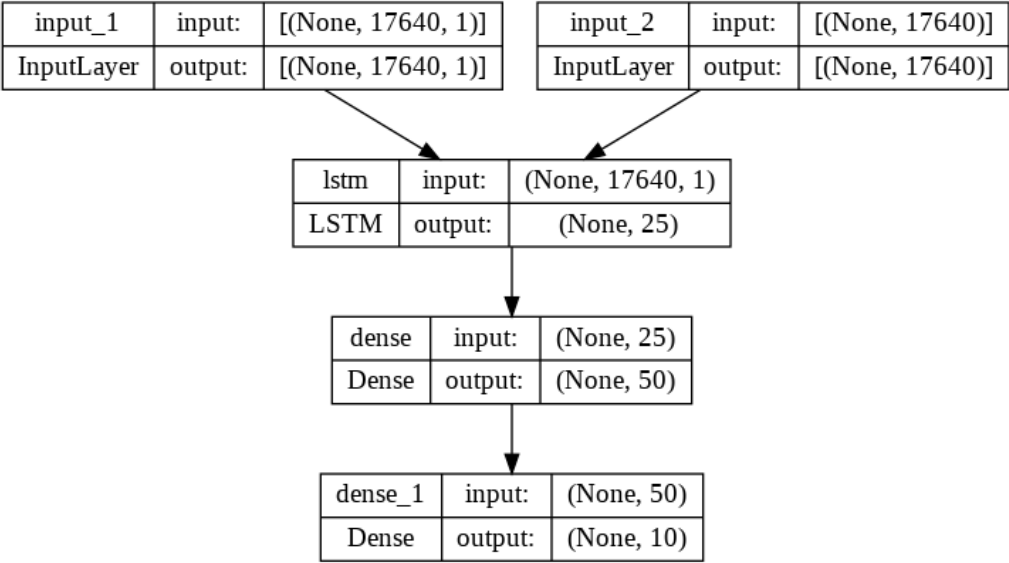 input_1 input: [(None, 17640, 1)]
InputLayer output: [(None, 17640, 1)]
input_2 input: [(None, 17640)]
InputLayer output: [(None, 17640)]
lstm input: (None, 17640, 1)
LSTM output: (None, 25)
dense input: (None, 25)
Dense output: (None, 50)
dense_1 input: (None, 50)
Dense output: (None, 10)